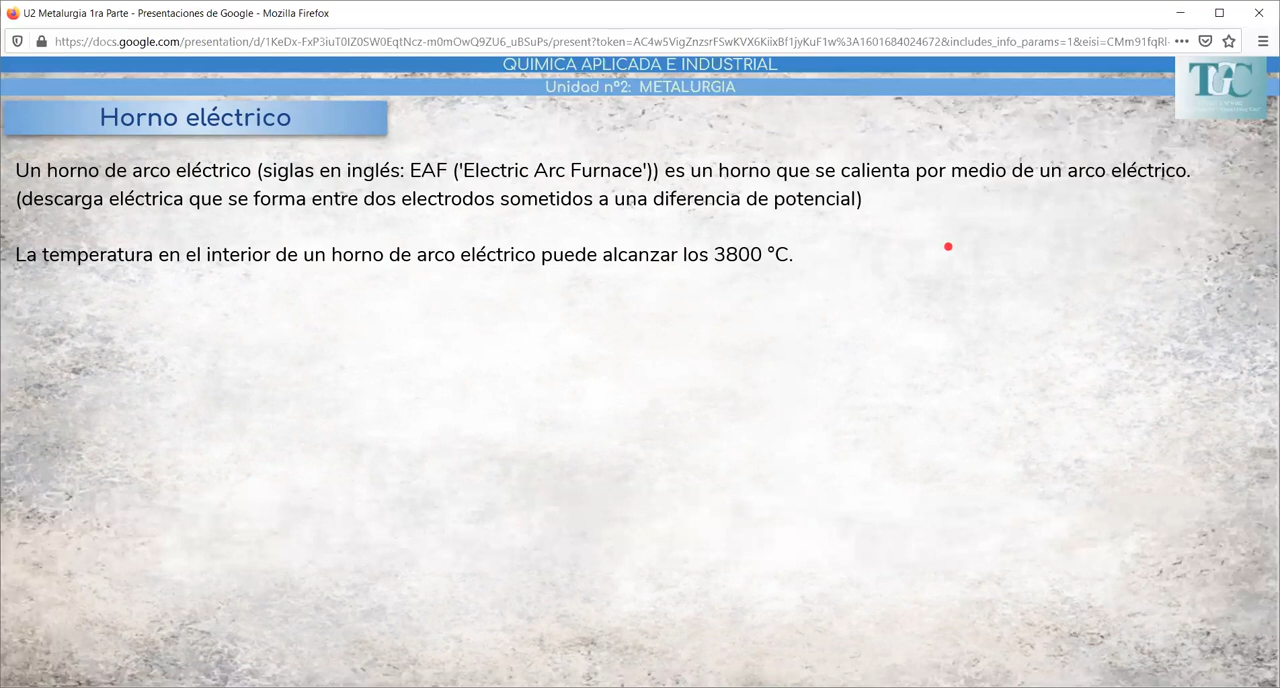 U2 Metalurgia 1ra Parte - Presentaciones de Google - Mozilla Firefox
https://docs.google.com/presentation/d/1KeDx-FxP3iuT0IZ0SW0EqtNcz-m0mOwQ9ZU6_uBSuPs/present?token=AC4w5VigZnzsrFSwKVX6KiixBf1jyKuF1w%3A1601684024672&includes_info_params=1&eisi=CMm91fqRl-
QUIMICA APLICADA E INDUSTRIAL
Unidad nº2: METALURGIA
TGC
Horno eléctrico
Un horno de arco eléctrico (siglas en inglés: EAF ('Electric Arc Furnace')) es un horno que se calienta por medio de un arco eléctrico.
(descarga eléctrica que se forma entre dos electrodos sometidos a una diferencia de potencial)
La temperatura en el interior de un horno de arco eléctrico puede alcanzar los 3800 °C.